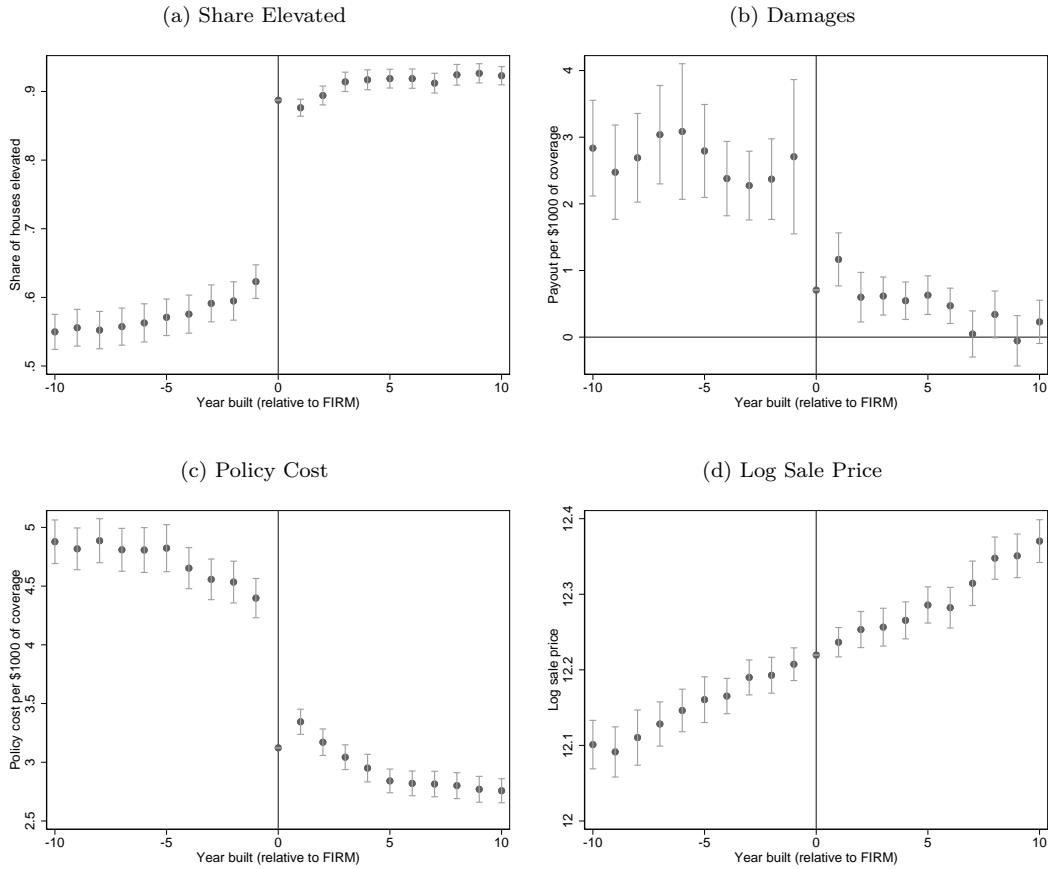 (a) Share Elevated
Share of houses elevated
.5 .6 .7 .8 .9
-10 -5 0 5 10
Year built (relative to FIRM)
(b) Damages
Payout per $1000 of coverage
0 1 2 3 4
-10 -5 0 5 10
Year built (relative to FIRM)
(c) Policy Cost
Policy cost per $1000 of coverage
2.5 3 3.5 4 4.5 5
-10 -5 0 5 10
Year built (relative to FIRM)
(d) Log Sale Price
Log sale price
12 12.1 12.2 12.3 12.4
-10 -5 0 5 10
Year built (relative to FIRM)